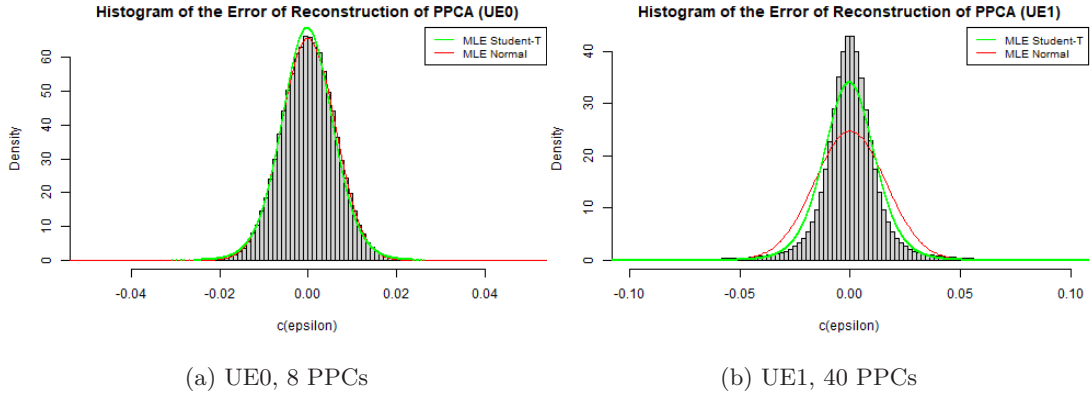 Histogram of the Error of Reconstruction of PPCA (UE0)
MLE Student-T
MLE Normal
Density
0 10 20 30 40 50 60
-0.04 -0.02 0.00 0.02 0.04
c(epsilon)
(a) UE0, 8 PPCs
Histogram of the Error of Reconstruction of PPCA (UE1)
MLE Student-T
MLE Normal
Density
0 10 20 30 40
-0.10 -0.05 0.00 0.05 0.10
c(epsilon)
(b) UE1, 40 PPCs